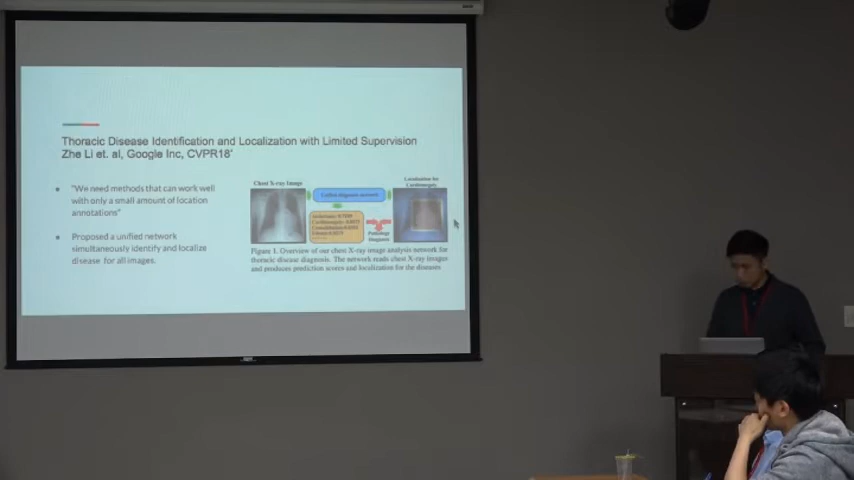 Thoracic Disease Identification and Localization with Limited Supervision
Zhe Li et. al, Google Inc, CVPR18'
"We need methods that can work well
with only a small amount of location
annotations"
Proposed a unified network
simultaneously identify and localize
disease for all images.
Chest X-ray Image
Unified diagnosis network
Localization for
Cardiomegaly
Pathology
Diagnosis
Figure 1. Overview of our chest X-ray image analysis network for
thoracic disease diagnosis. The network reads chest X-ray images
and produces prediction scores and localization for the diseases